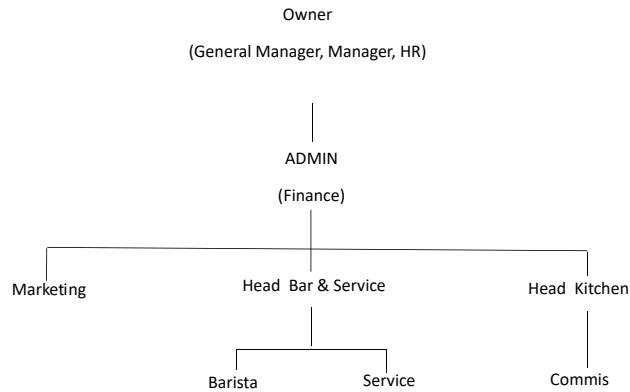 Owner
(General Manager, Manager, HR)
ADMIN
(Finance)
Marketing
Head Bar & Service
Head Kitchen
Barista
Service
Commis